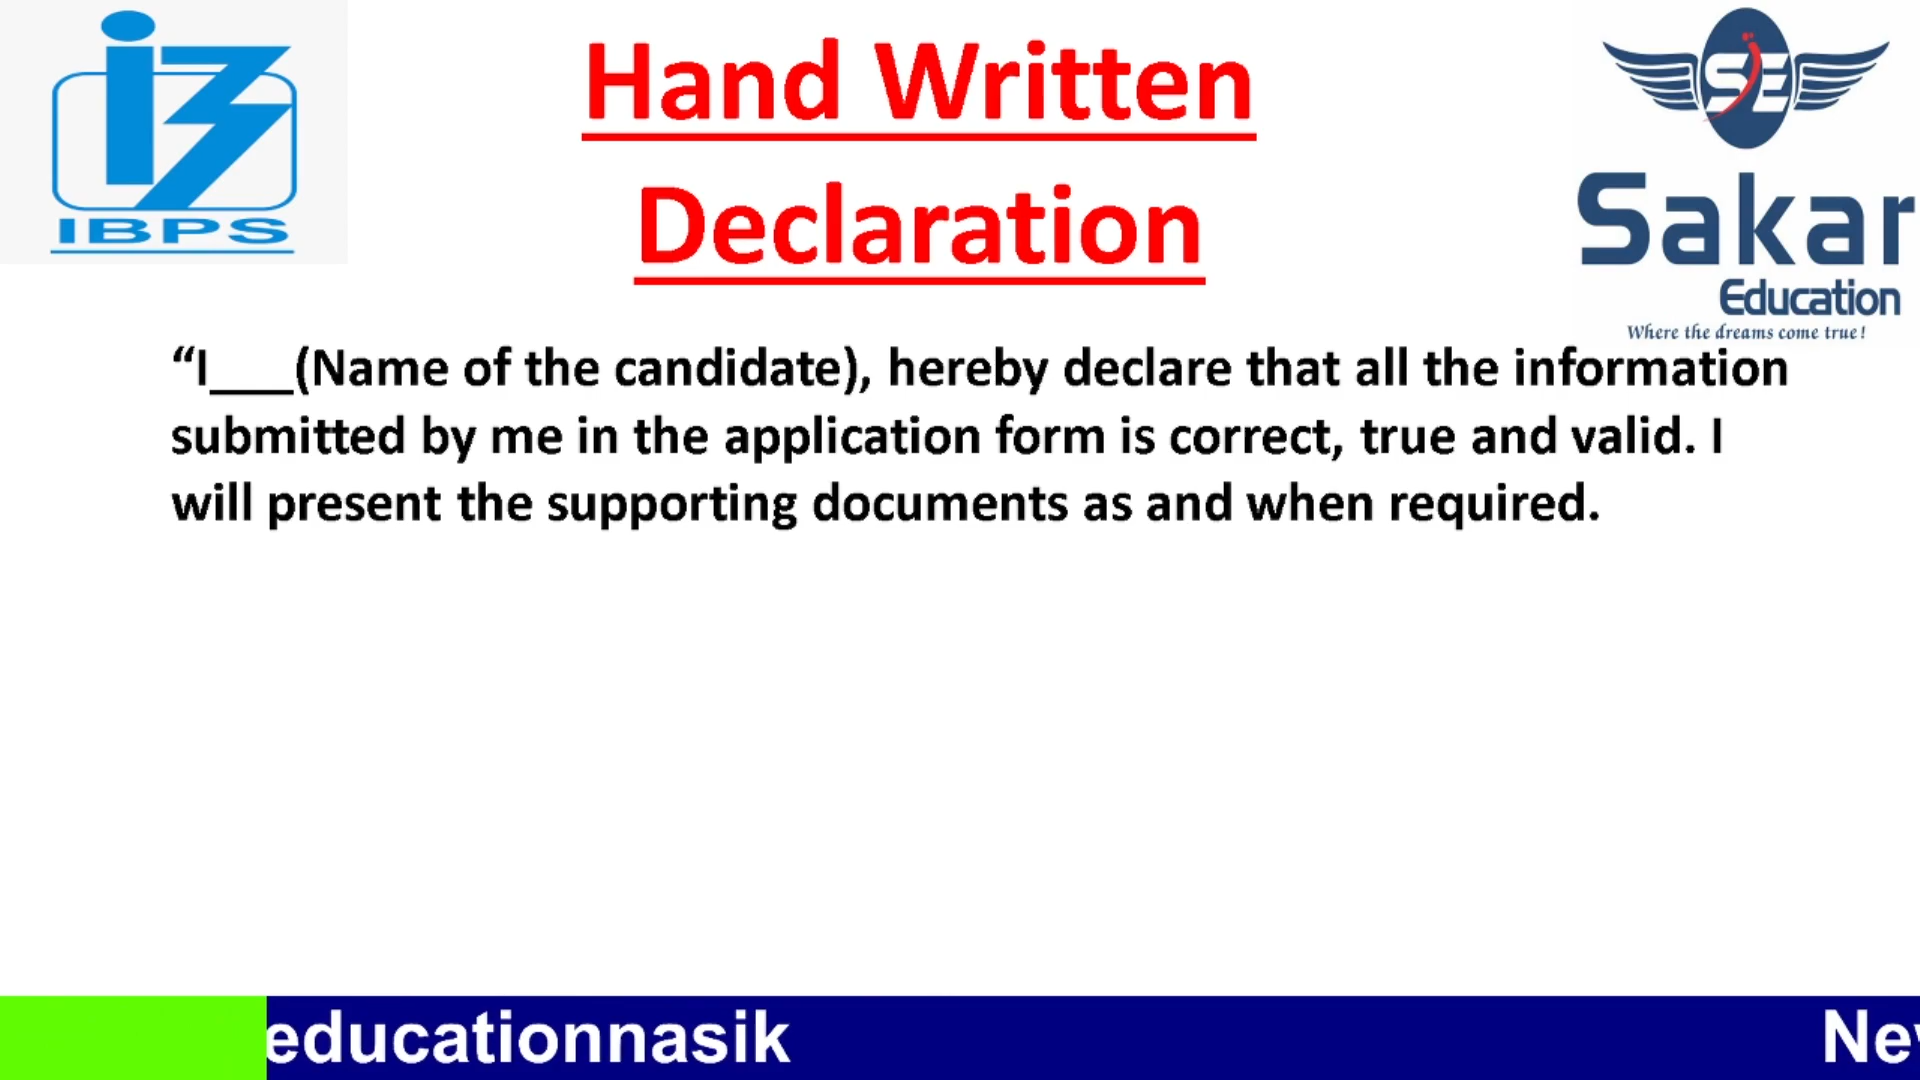 IBPS
Hand Written
Declaration
SE
Sakar
Education
Where the dreams come true!
“I___(Name of the candidate), hereby declare that all the information
submitted by me in the application form is correct, true and valid. I
will present the supporting documents as and when required.
educationnasik